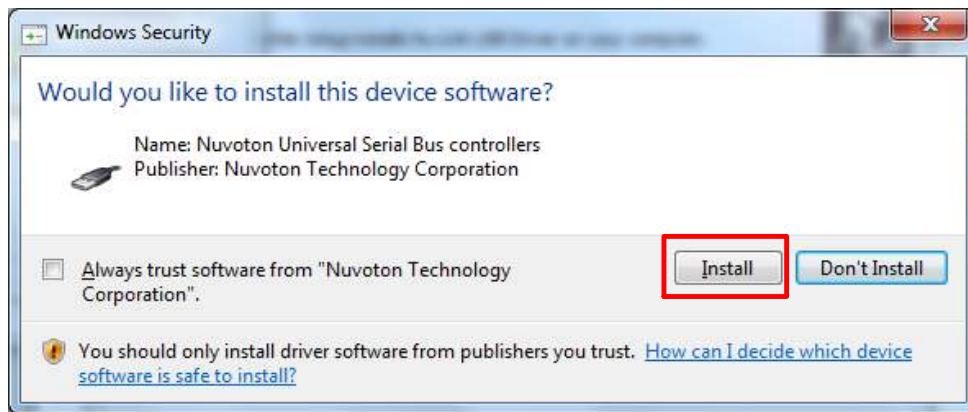 Windows Security
Would you like to install this device software?
Name: Nuvoton Universal Serial Bus controllers
Publisher: Nuvoton Technology Corporation
Always trust software from "Nuvoton Technology
Corporation".
Install
Don't Install
You should only install driver software from publishers you trust. How can I decide which device
software is safe to install?